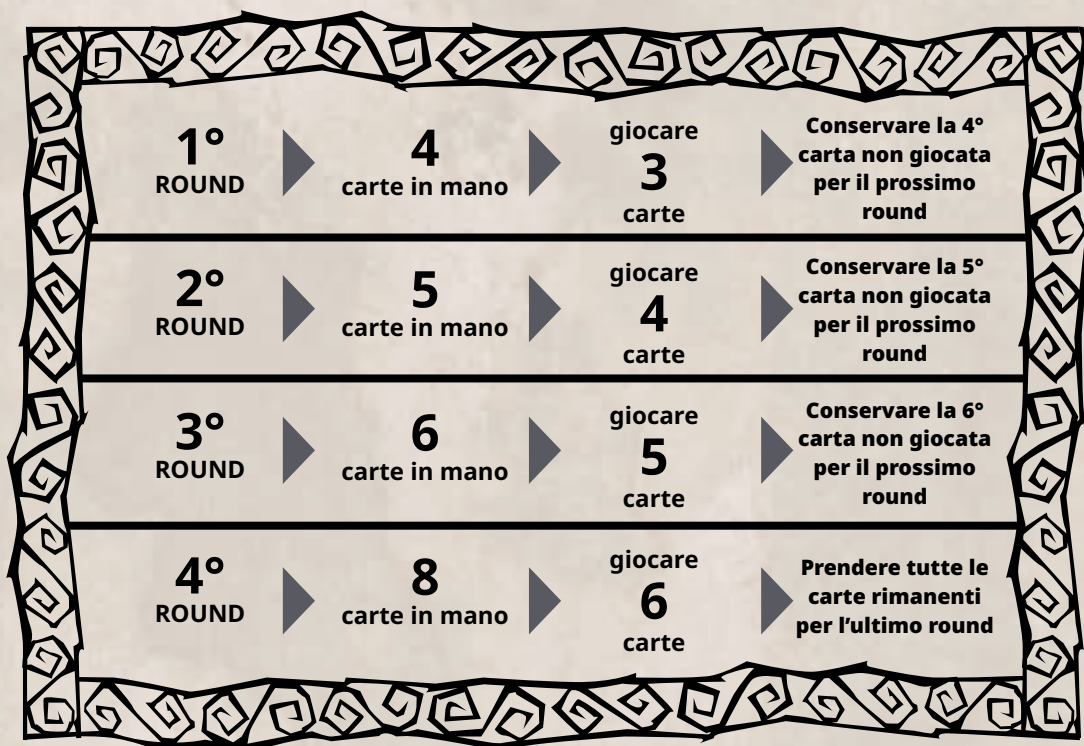 1°
ROUND
4
carte in mano
giocare
3
carte
Conservare la 4°
carta non giocata
per il prossimo
round
2°
ROUND
5
carte in mano
giocare
4
carte
Conservare la 5°
carta non giocata
per il prossimo
round
3°
ROUND
6
carte in mano
giocare
5
carte
Conservare la 6°
carta non giocata
per il prossimo
round
4°
ROUND
8
carte in mano
giocare
6
carte
Prendere tutte le
carte rimanenti
per l’ultimo round